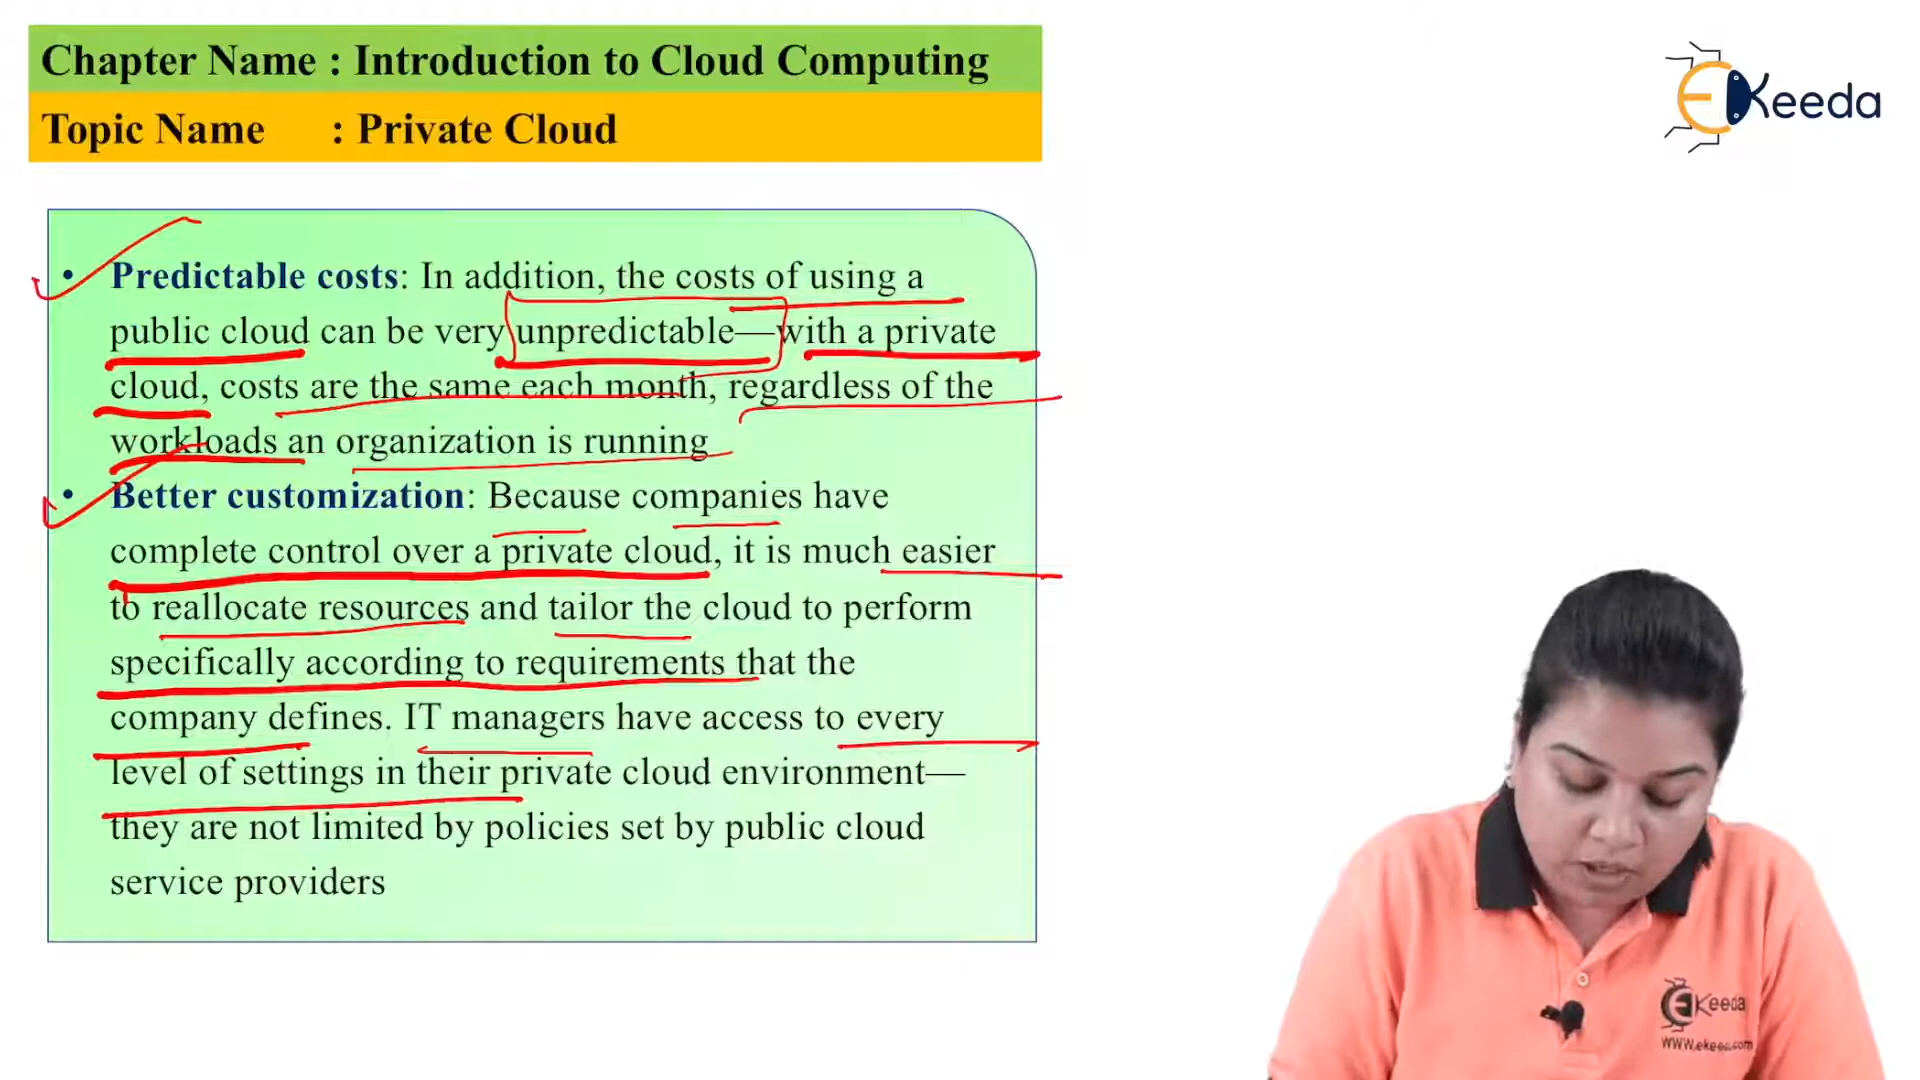 Chapter Name : Introduction to Cloud Computing
Topic Name : Private Cloud
EKeeda
• Predictable costs: In addition, the costs of using a
public cloud can be very unpredictable—with a private
cloud, costs are the same each month, regardless of the
workloads an organization is running
• Better customization: Because companies have
complete control over a private cloud, it is much easier
to reallocate resources and tailor the cloud to perform
specifically according to requirements that the
company defines. IT managers have access to every
level of settings in their private cloud environment—
they are not limited by policies set by public cloud
service providers
EKeeda
WWW.ekeeda.com